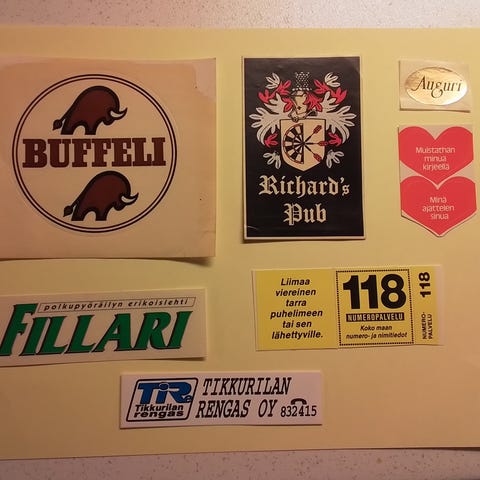 BUFFELI
Richard's
Pub
Auguri
Muistathan
minua
kirjeellä
Minä
ajattelen
sinua
polkupyöräilyn erikoislehti
FILLARI
Liimaa
viereinen
tarra
puhelimeen
tai sen
lähettyville.
118
NUMEROPALVELU
Koko maan
numero- ja nimitiedot
118
NUMERO-
PALVELU
TiR
Tikkurilan
rengas
TIKKURILAN
RENGAS OY 832415